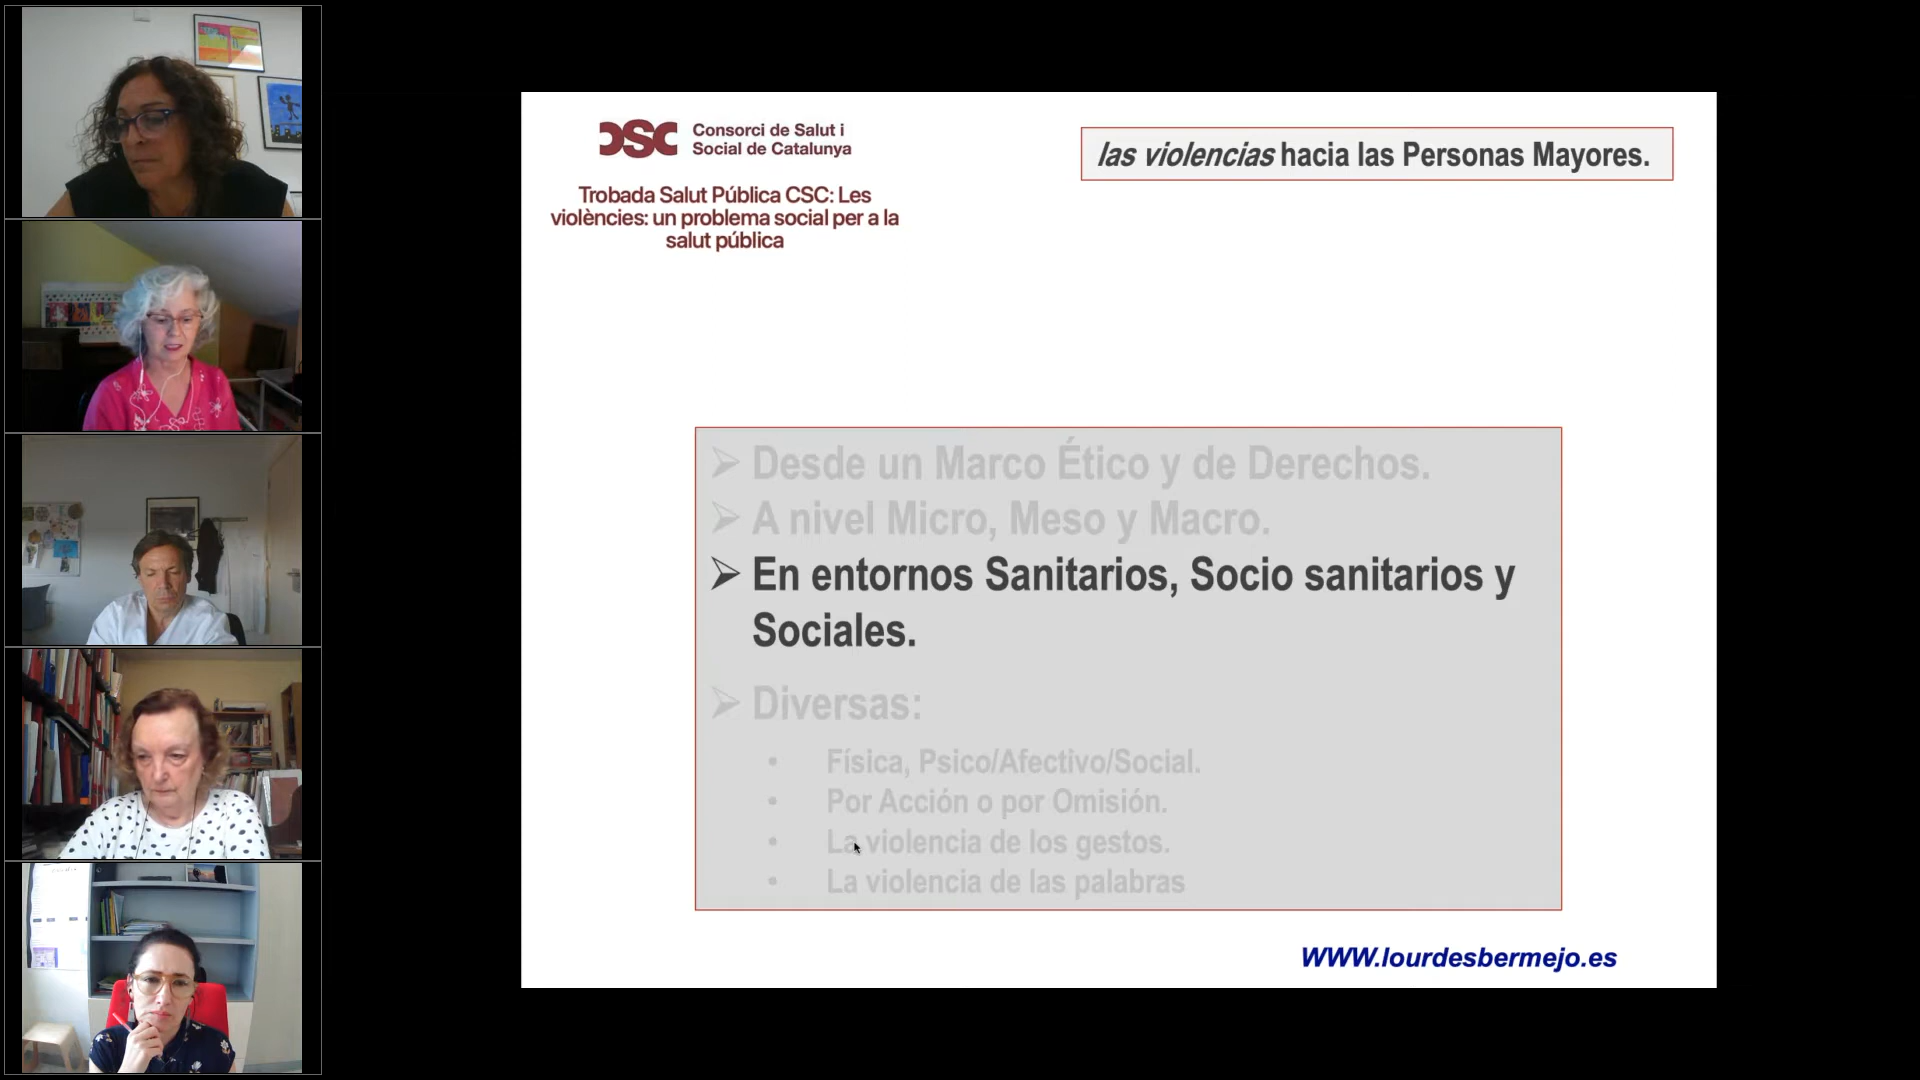 CSC
Consorci de Salut i
Social de Catalunya
Trobada Salut Pública CSC: Les
violències: un problema social per a la
salut pública
las violencias hacia las Personas Mayores.
➢ Desde un Marco Ético y de Derechos.
➢ A nivel Micro, Meso y Macro.
➢ En entornos Sanitarios, Socio sanitarios y
Sociales.
➢ Diversas:
• Física, Psico/Afectivo/Social.
• Por Acción o por Omisión.
• La violencia de los gestos.
• La violencia de las palabras
WWW.lourdesbermejo.es